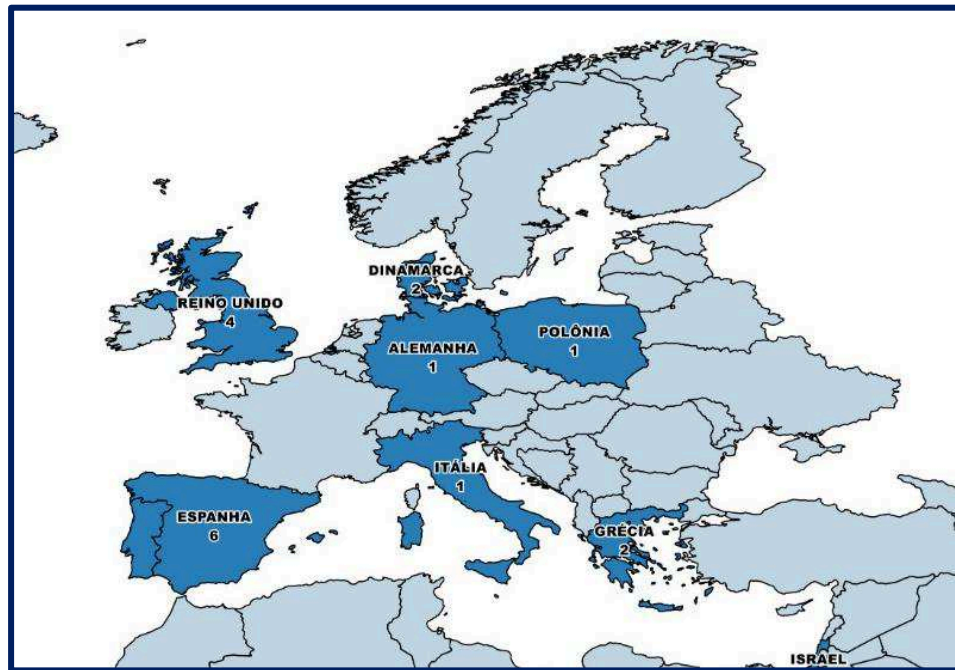 DINAMARCA
2
REINO UNIDO
4
POLÔNIA
1
ALEMANHA
1
ITÁLIA
1
ESPANHA
6
GRÉCIA
2
ISRAEL